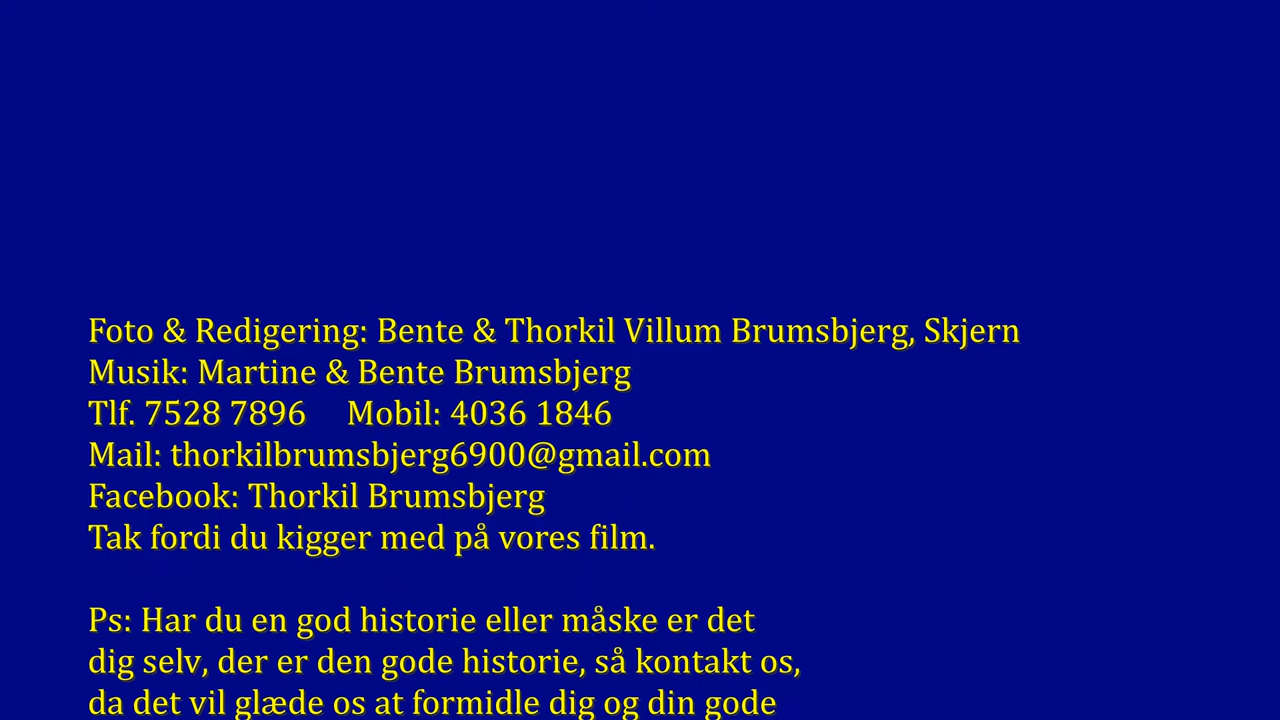 Foto & Redigering: Bente & Thorkil Villum Brumsbjerg, Skjern
Musik: Martine & Bente Brumsbjerg
Tlf. 7528 7896 Mobil: 4036 1846
Mail: thorkilbrumsbjerg6900@gmail.com
Facebook: Thorkil Brumsbjerg
Tak fordi du kigger med på vores film.
Ps: Har du en god historie eller måske er det
dig selv, der er den gode historie, så kontakt os,
da det vil glæde os at formidle dig og din gode